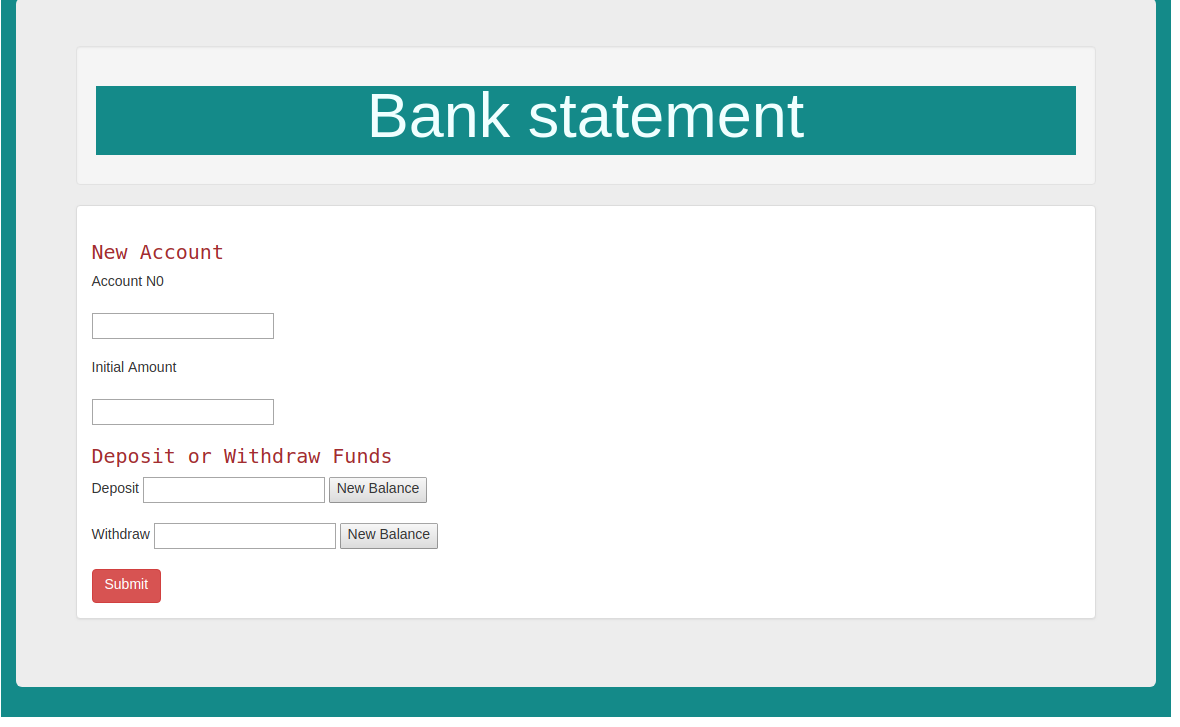 Bank statement
New Account
Account N0
Initial Amount
Deposit or Withdraw Funds
Deposit New Balance
Withdraw New Balance
Submit